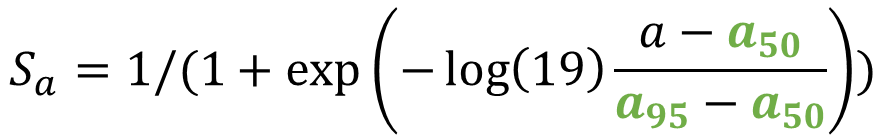 S_a = 1/(1 + exp(−log(19) (a − a_50)/(a_95 − a_50)))